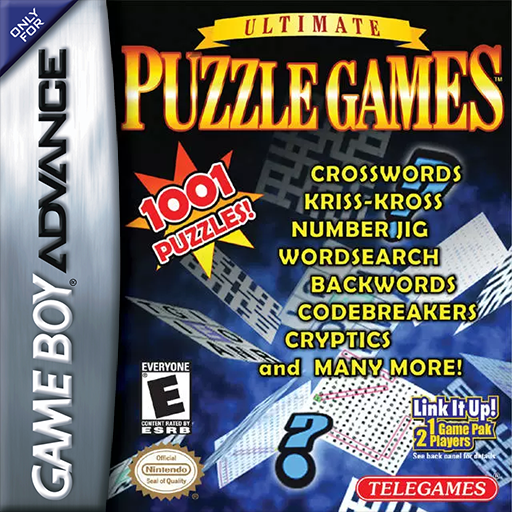 ONLY
FOR
GAME BOY ADVANCE
ULTIMATE
PUZZLE GAMES™
1001
PUZZLES!
CROSSWORDS
KRISS-KROSS
NUMBER JIG
WORDSEARCH
BACKWORDS
CODEBREAKERS
CRYPTICS
and MANY MORE!
EVERYONE
E
CONTENT RATED BY
ESRB
Official
Nintendo
Seal of Quality
Link It Up!
1 Game Pak
2 Players
See back panel for details.
TELEGAMES®